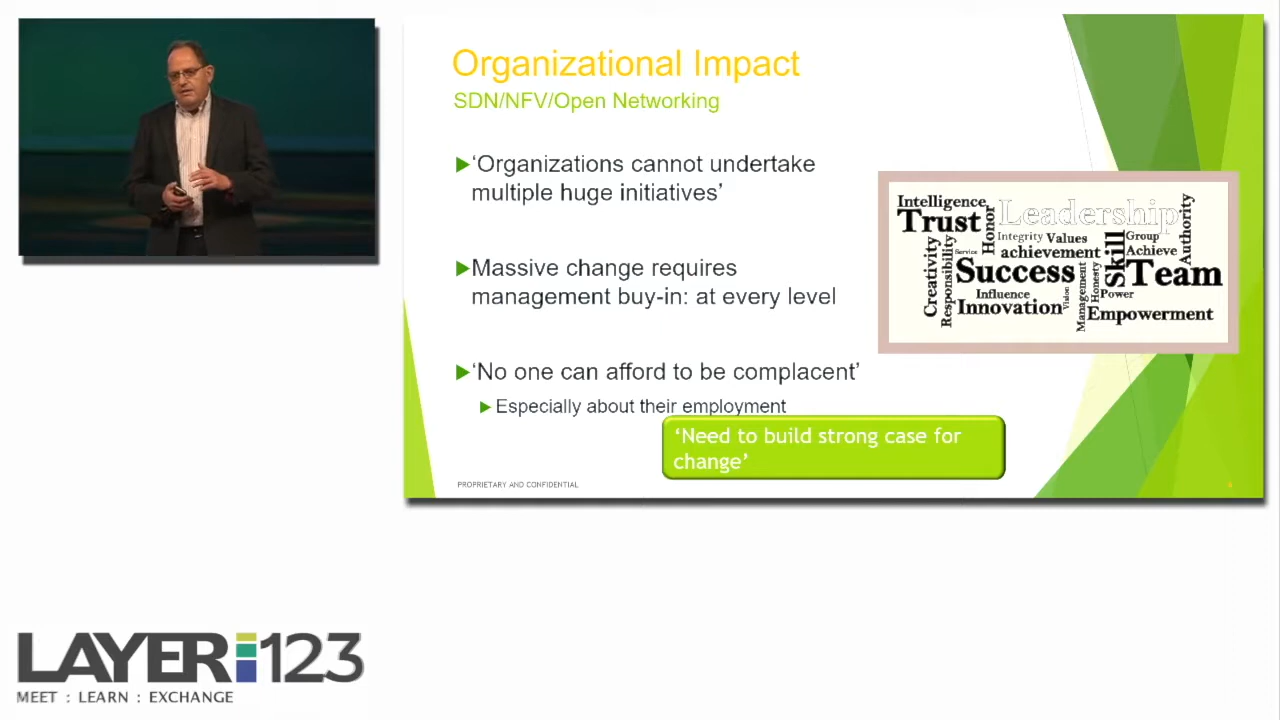 Organizational Impact
SDN/NFV/Open Networking
‘Organizations cannot undertake
multiple huge initiatives’
Massive change requires
management buy-in: at every level
‘No one can afford to be complacent’
Especially about their employment
‘Need to build strong case for
change’
PROPRIETARY AND CONFIDENTIAL
Intelligence
Trust
Honor
Leadership
Authority
Integrity
Values
Skill
Group
Creativity
Responsibility
Service
achievement
Achieve
Success
Management
Honesty
Team
Influence
Vision
Power
Innovation
Empowerment
LAYER123
MEET : LEARN : EXCHANGE